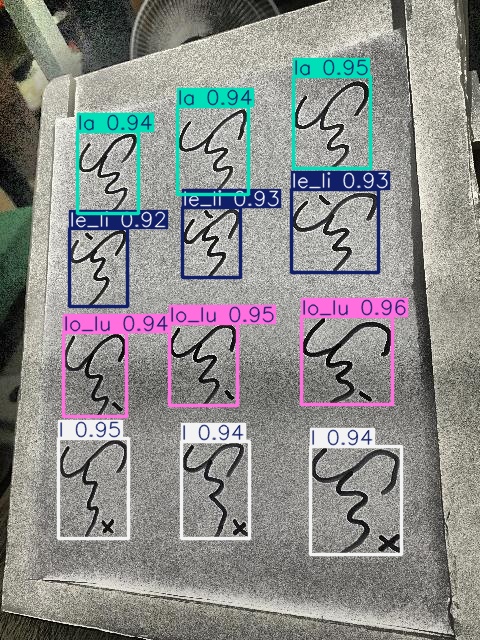 la 0.94 la 0.94 la 0.95
ᜎ ᜎ ᜎ
le_li 0.92 le_li 0.93 le_li 0.93
ᜎᜒ ᜎᜒ ᜎᜒ
lo_lu 0.94 lo_lu 0.95 lo_lu 0.96
ᜎᜓ ᜎᜓ ᜎᜓ
l 0.95 l 0.94 l 0.94
ᜎ᜔ ᜎ᜔ ᜎ᜔